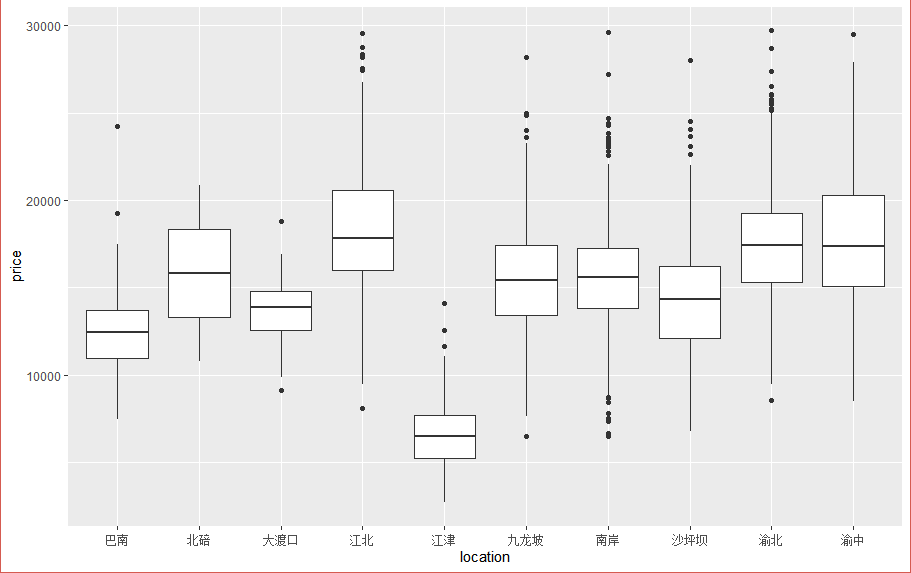 30000
20000
10000
price
巴南 北碚 大渡口 江北 江津 九龙坡 南岸 沙坪坝 渝北 渝中
location